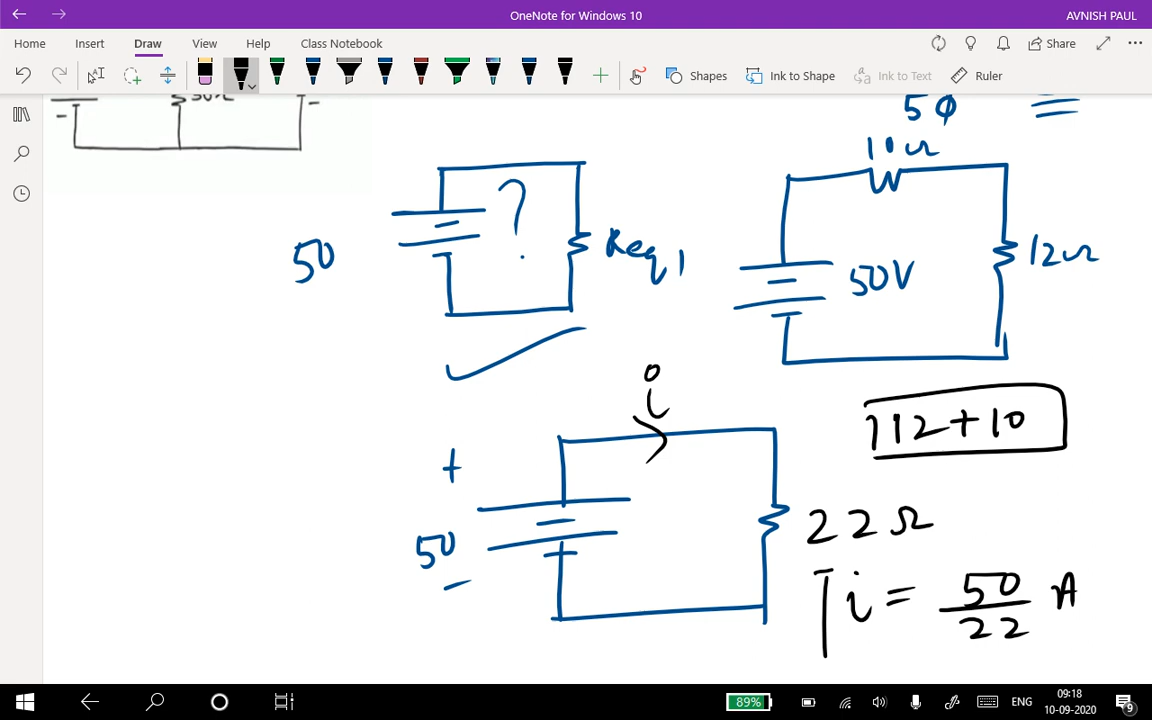 OneNote for Windows 10
AVNISH PAUL
Home Insert Draw View Help Class Notebook
Share
Shapes Ink to Shape Ink to Text Ruler
50
10Ω
50 ? Req1
50V 12Ω
i
112+10
+
50
−
22Ω
i = 50/22 A
89% ENG 09:18
10-09-2020 9